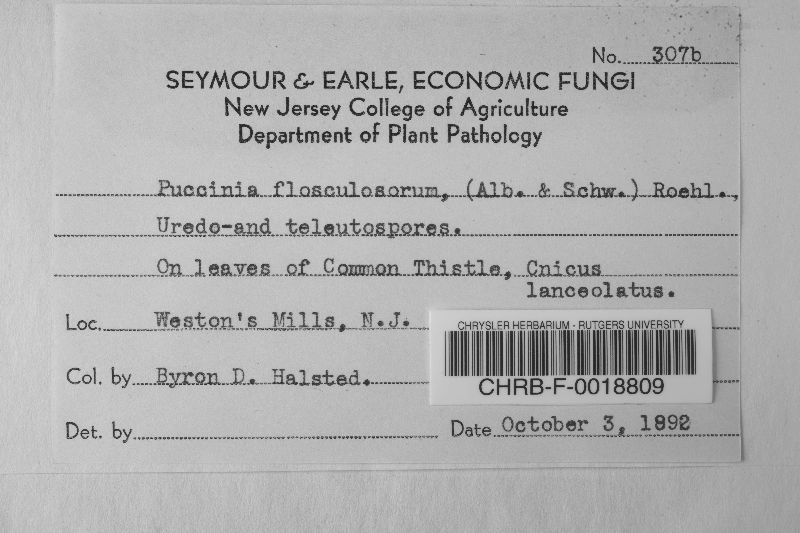 No. 307b
SEYMOUR & EARLE, ECONOMIC FUNGI
New Jersey College of Agriculture
Department of Plant Pathology
Puccinia flosculosorum, (Alb. & Schw.) Roehl.,
Uredo-and teleutospores.
On leaves of Common Thistle, Cnicus
lanceolatus.
Loc. Weston's Mills, N.J.
CHRYSLER HERBARIUM - RUTGERS UNIVERSITY
CHRB-F-0018809
Col. by Byron D. Halsted.
Det. by
Date October 3, 1892